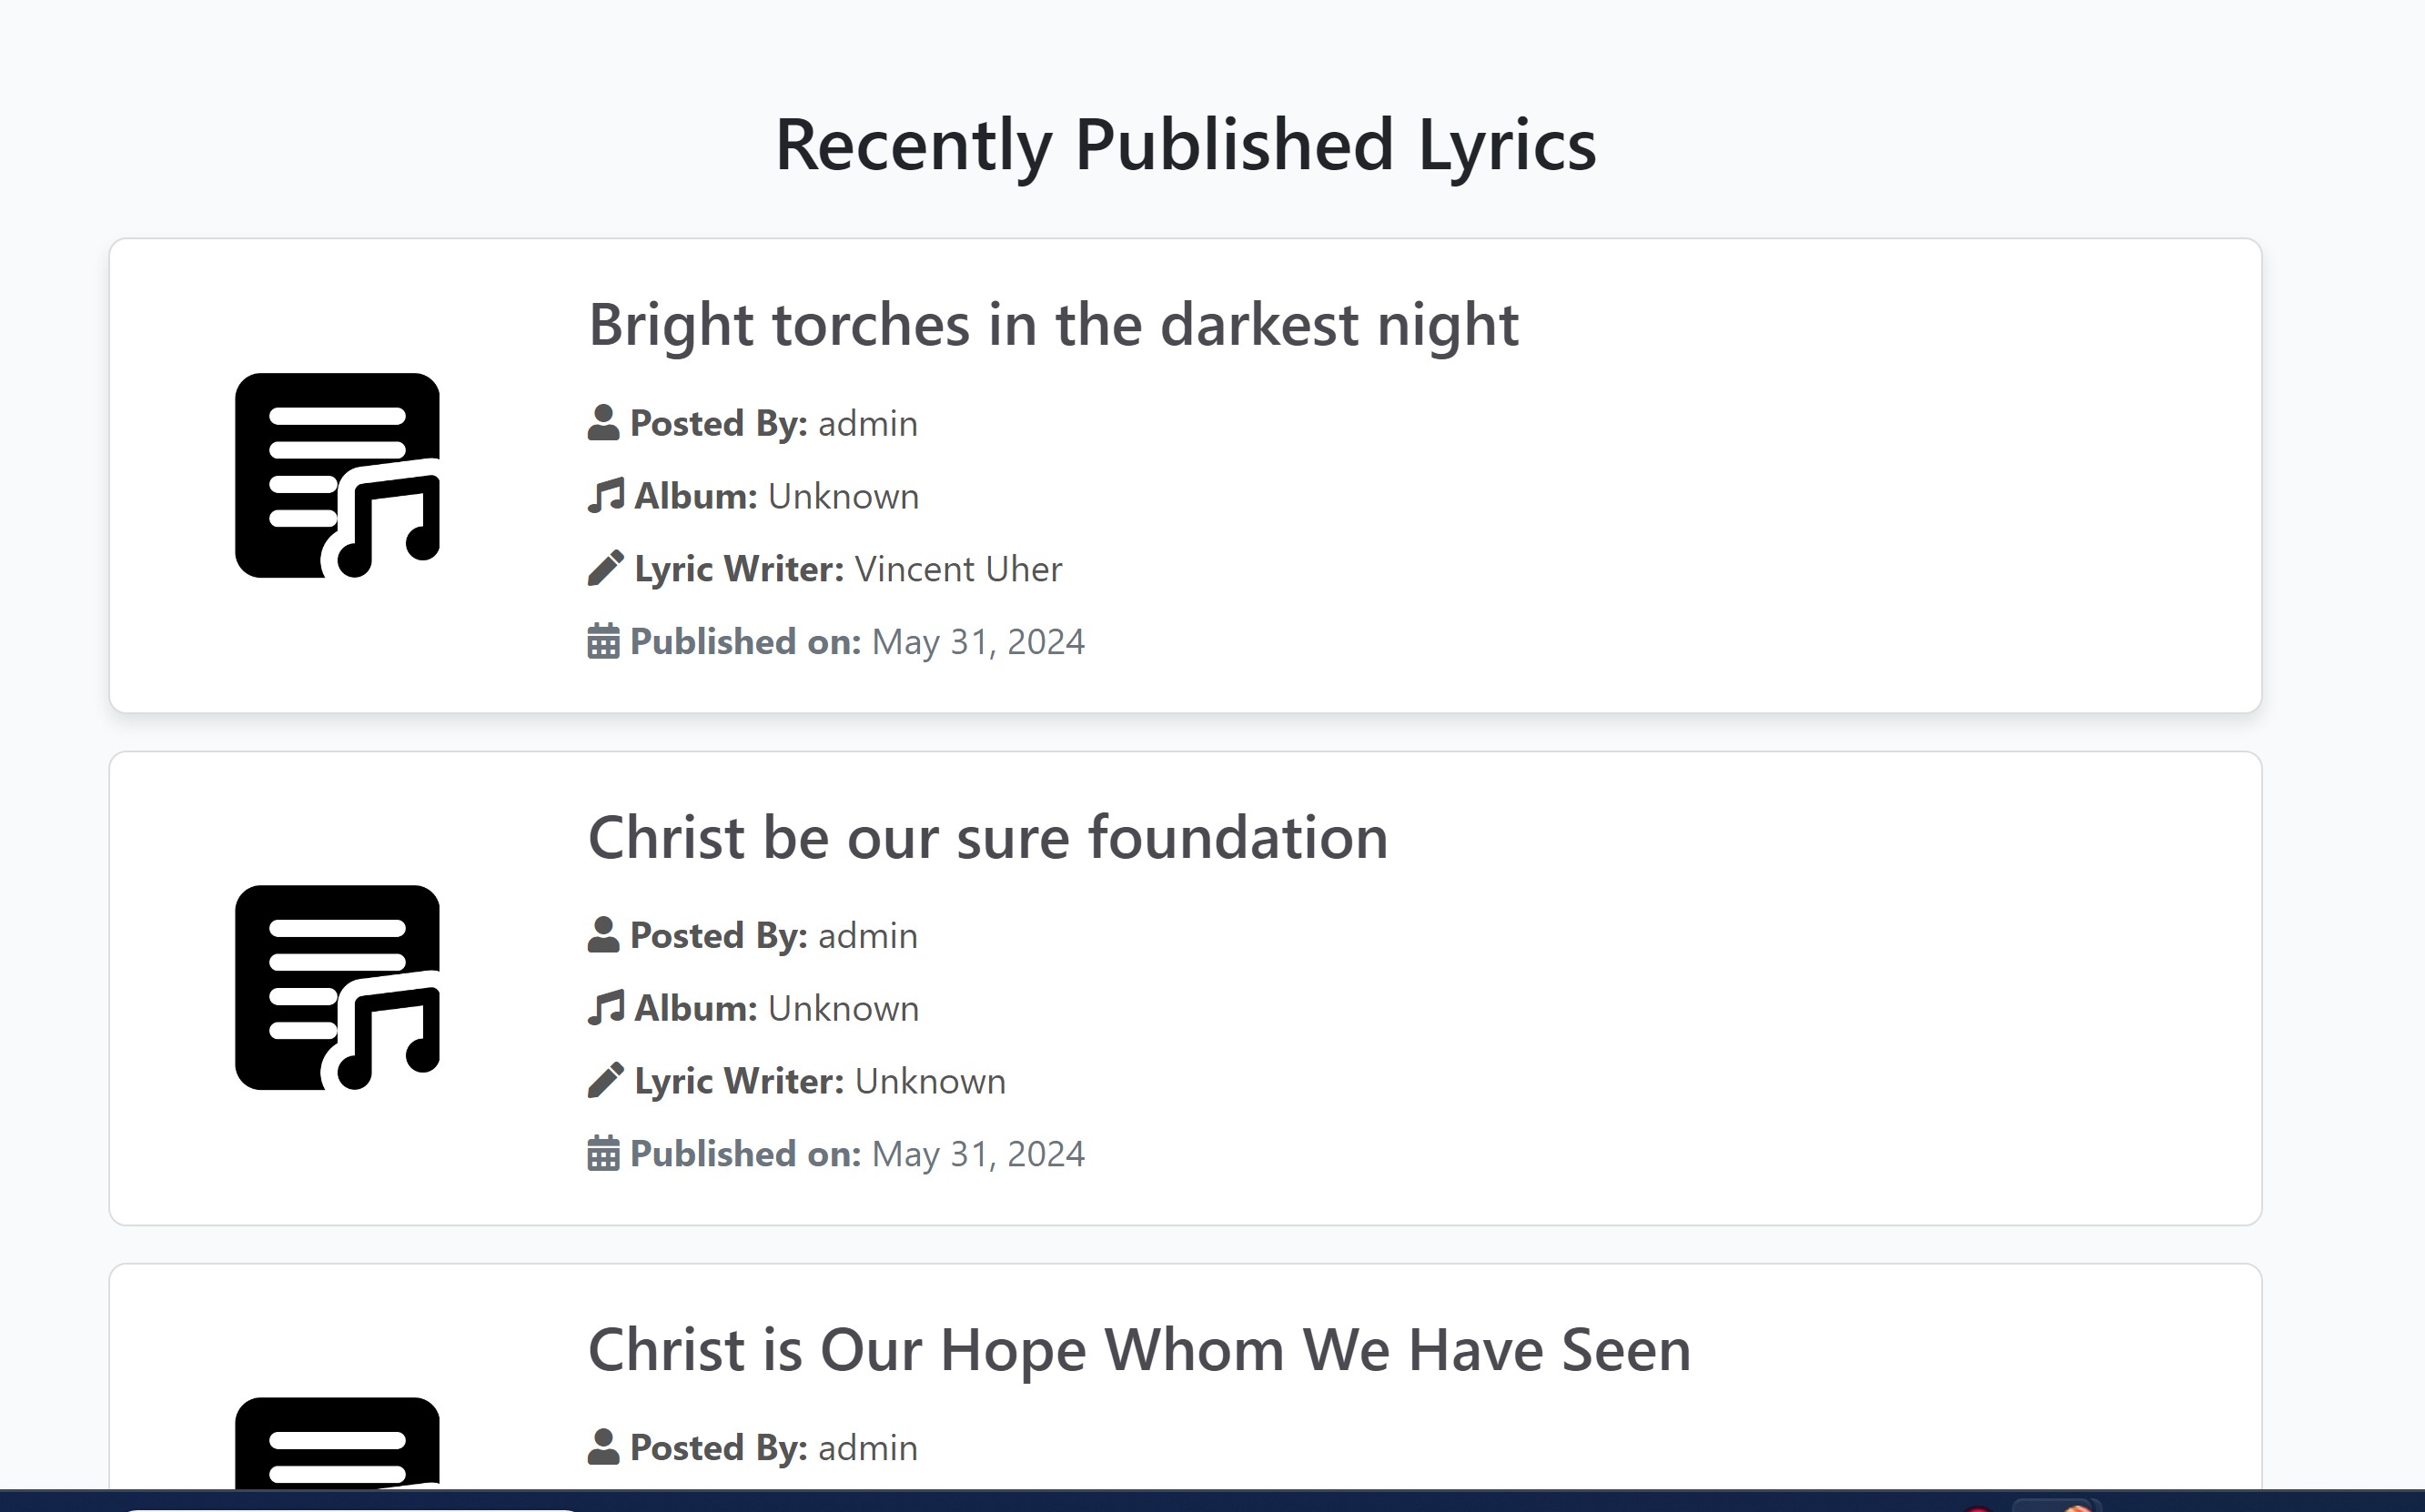 Recently Published Lyrics
Bright torches in the darkest night
Posted By: admin
Album: Unknown
Lyric Writer: Vincent Uher
Published on: May 31, 2024
Christ be our sure foundation
Posted By: admin
Album: Unknown
Lyric Writer: Unknown
Published on: May 31, 2024
Christ is Our Hope Whom We Have Seen
Posted By: admin